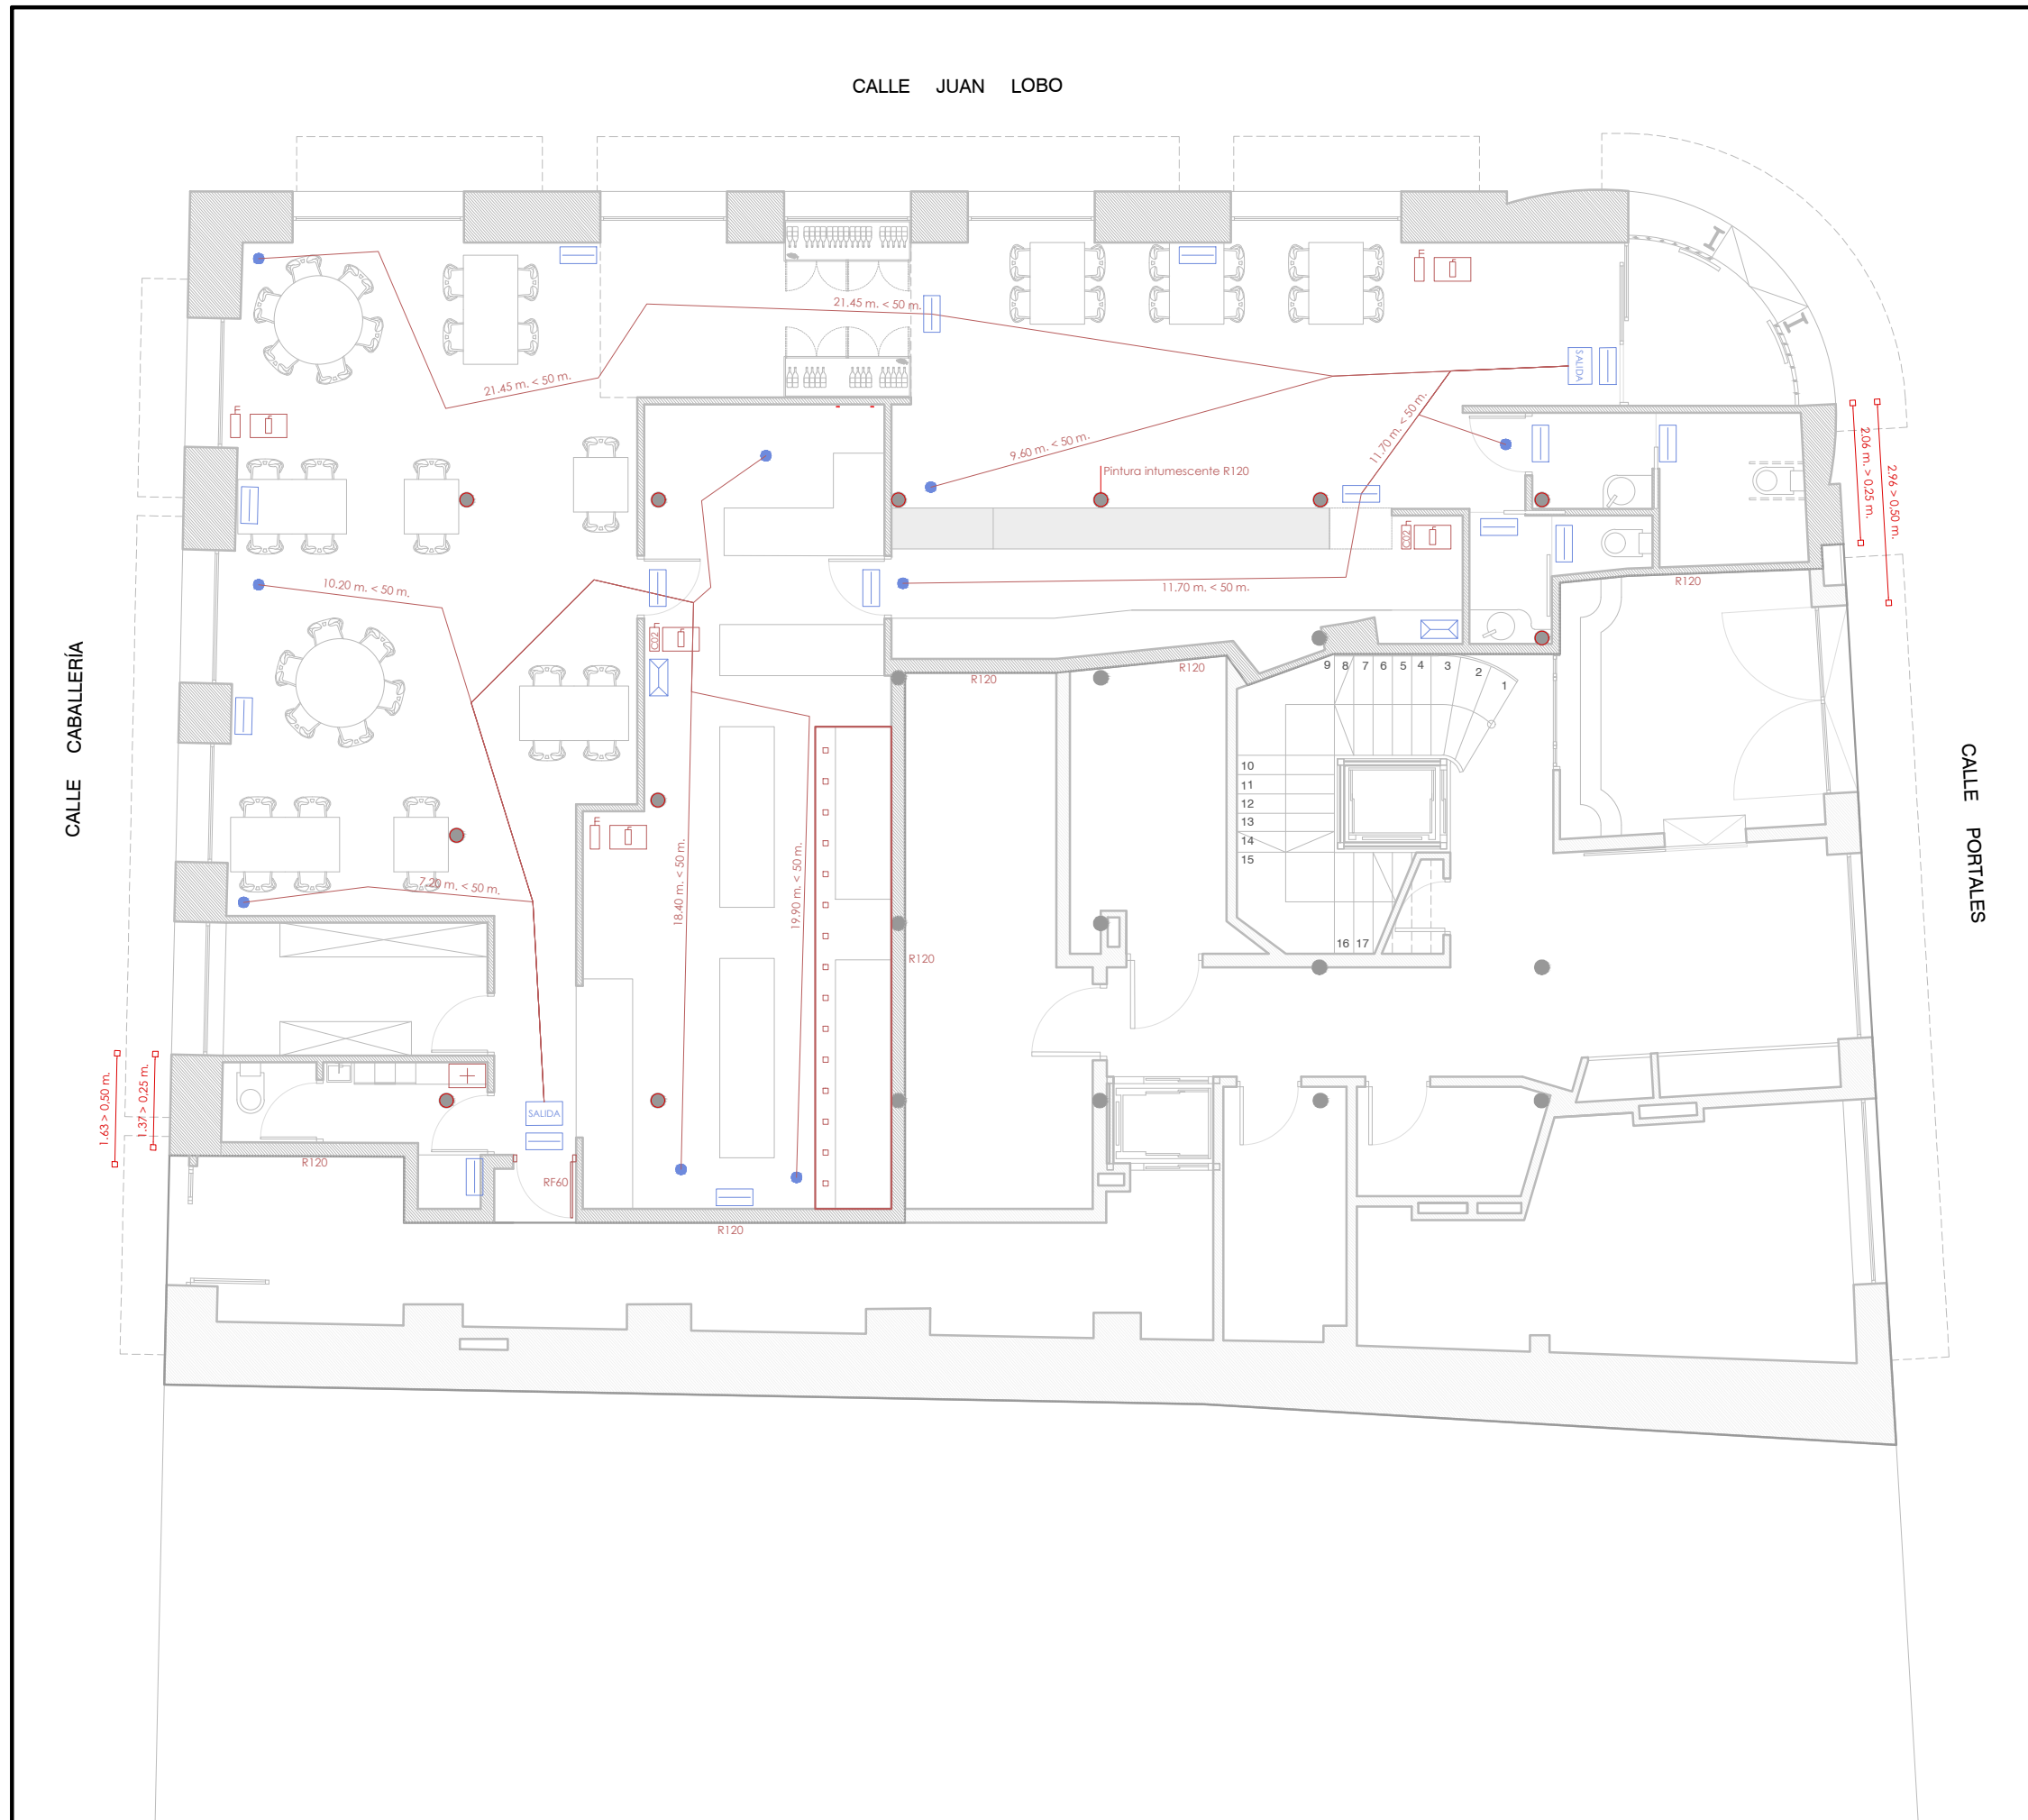 CALLE JUAN LOBO
21.45 m. < 50 m.
21.45 m. < 50 m.
F
SALIDA
F
9.60 m. < 50 m.
11.70 m. < 50 m.
2.06 m. > 0,25 m.
2.96 > 0,50 m.
Pintura intumescente R120
CO2 F
10.20 m. < 50 m.
11.70 m. < 50 m.
R120
CO2 F
CALLE CABALLERÍA
R120
R120
9
8
7
6
5
4
3
2
1
10
11
12
13
14
15
16
17
CALLE PORTALES
F
7.20 m. < 50 m.
18.40 m. < 50 m.
19.90 m. < 50 m.
R120
1.63 > 0,50 m.
1.37 > 0,25 m.
SALIDA
R120
RF60
R120